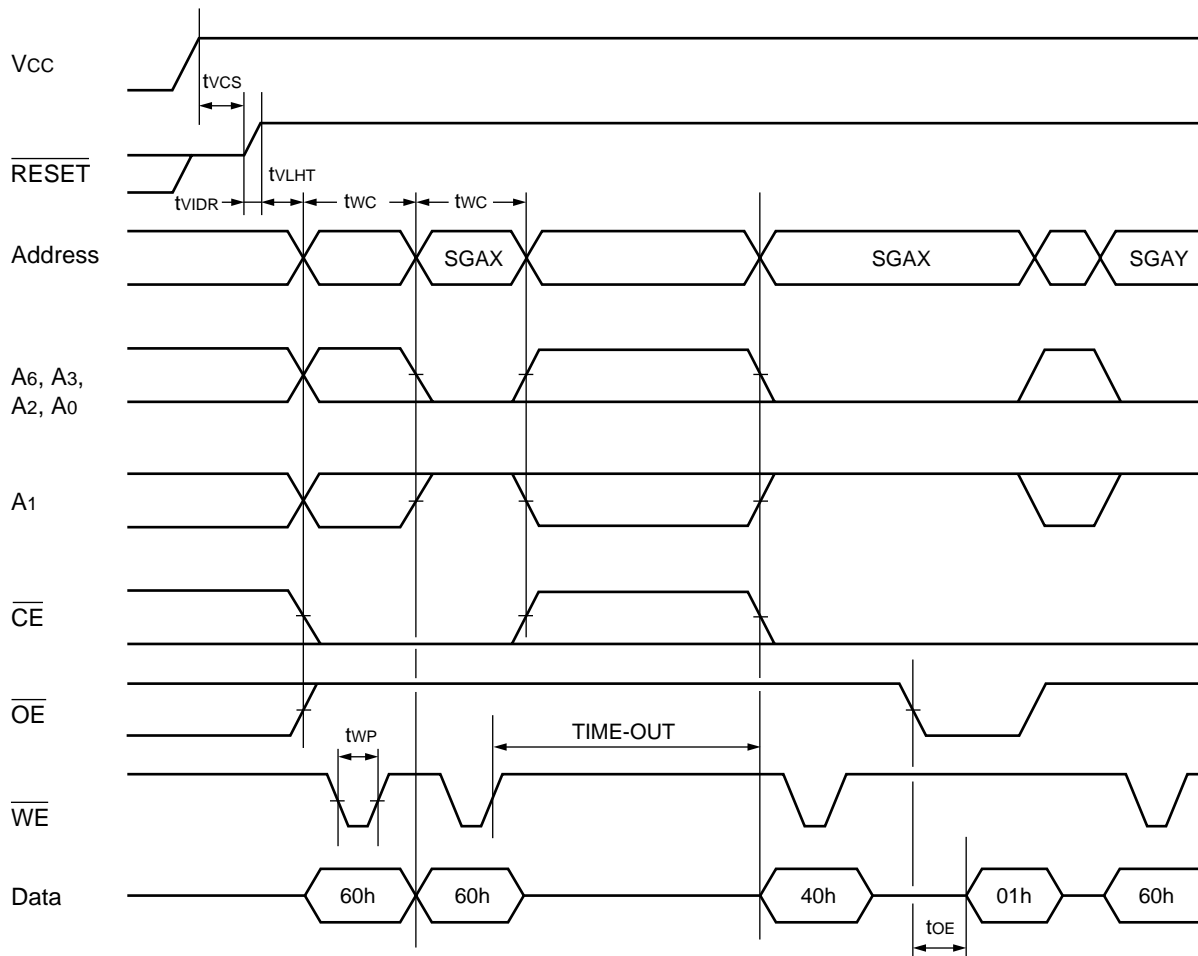 VCC
tVCS
RESET
tVLHT
tVIDR
tWC
tWC
Address
SGAX
SGAX
SGAY
A6, A3,
A2, A0
A1
CE
OE
TIME-OUT
tWP
WE
Data
60h
60h
40h
01h
60h
tOE